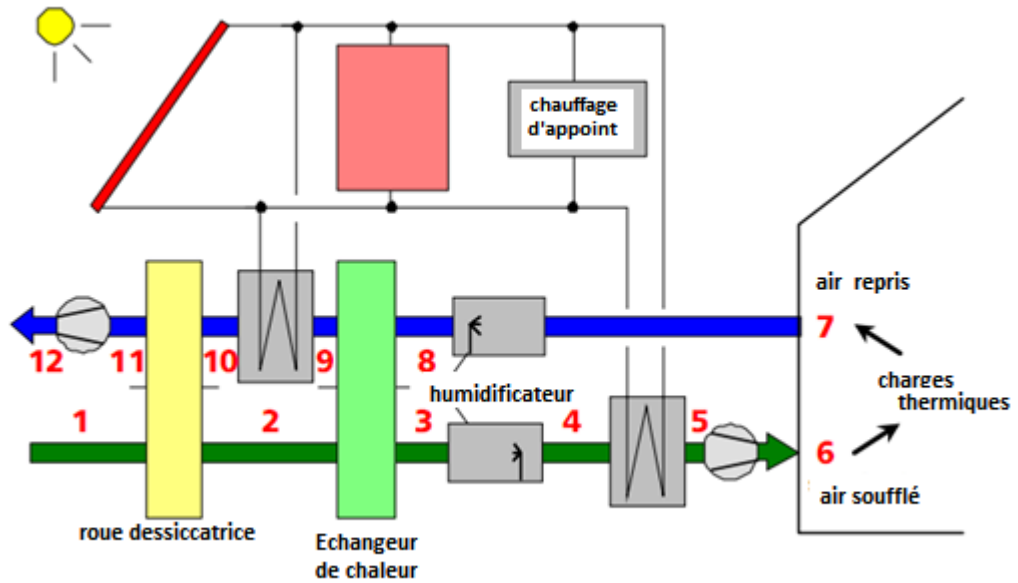 chauffage
d'appoint
air repris
7
12 11 10 9 8
humidificateur
charges
thermiques
1 2 3 4 5
6
air soufflé
roue dessiccatrice
Echangeur
de chaleur